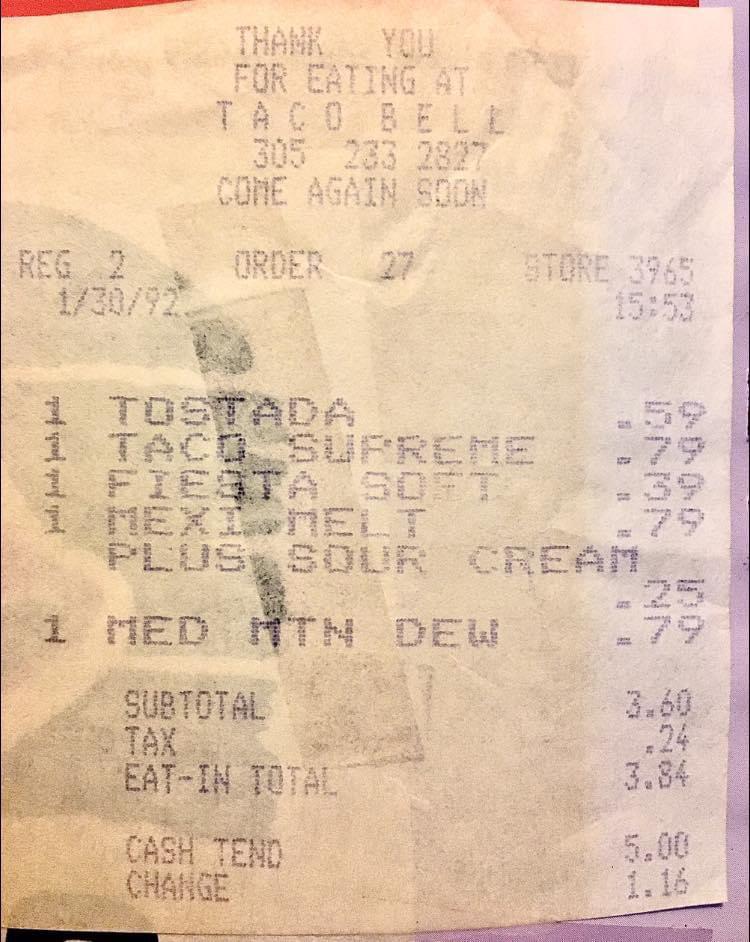 THANK YOU
FOR EATING AT
TACO BELL
305 233 2827
COME AGAIN SOON
REG 2 ORDER 27 STORE 3965
1/30/92 15:53
1 TOSTADA .59
1 TACO SUPREME .79
1 FIESTA SOFT .39
1 MEXI MELT .79
PLUS SOUR CREAM
.25
1 MED MTN DEW .79
SUBTOTAL 3.60
TAX .24
EAT-IN TOTAL 3.84
CASH TEND 5.00
CHANGE 1.16